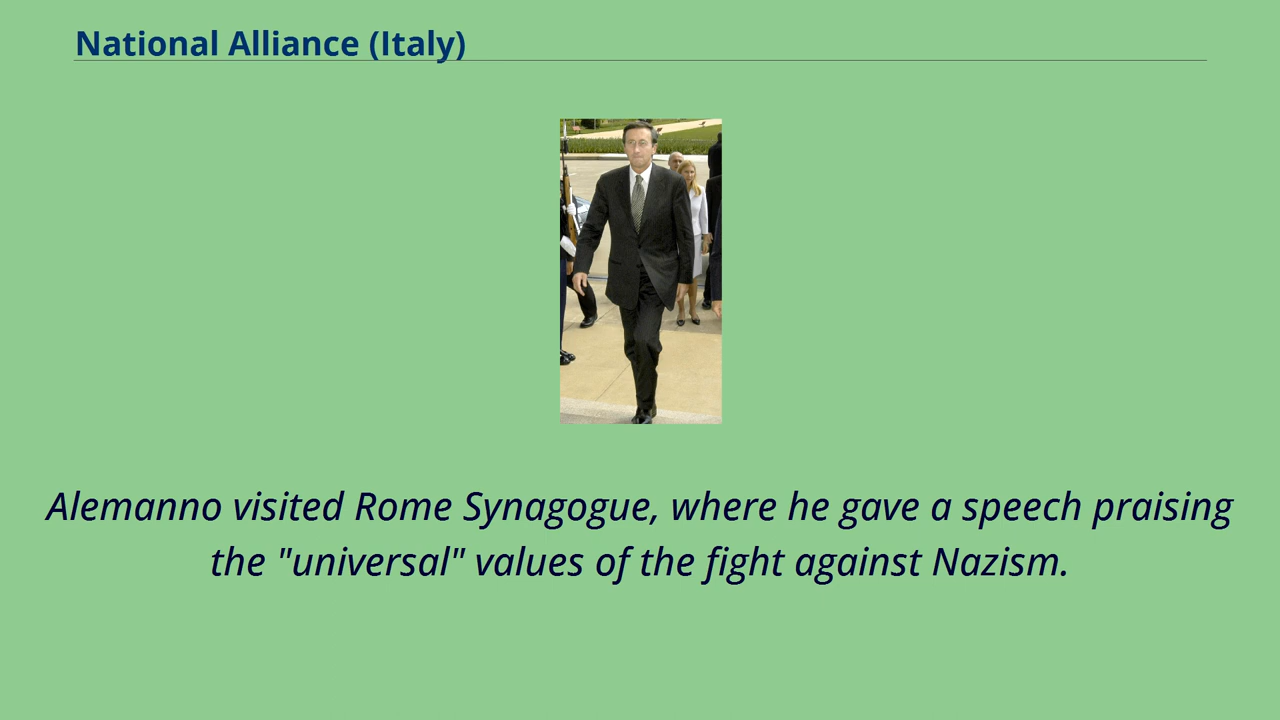 National Alliance (Italy)
Alemanno visited Rome Synagogue, where he gave a speech praising
the "universal" values of the fight against Nazism.